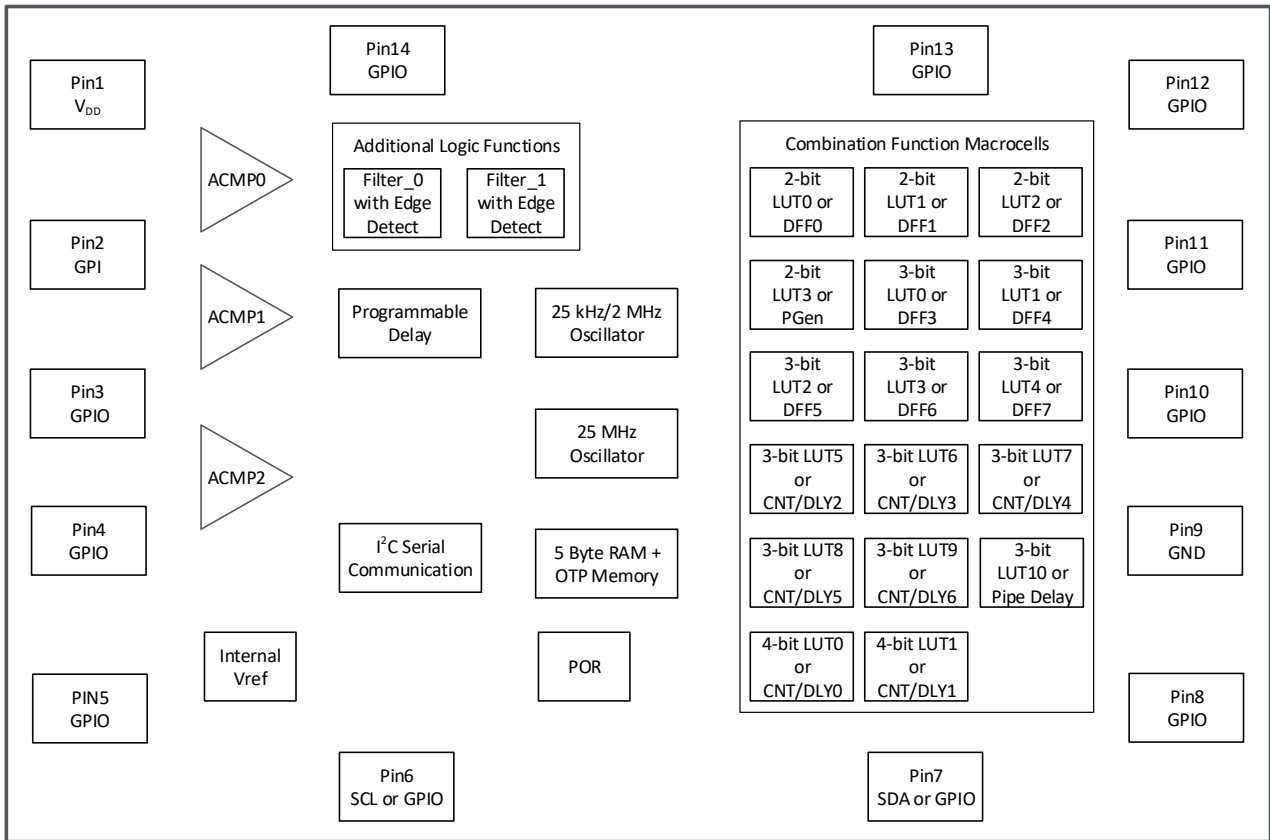 Pin14
GPIO
Pin13
GPIO
Pin1
VDD
Pin12
GPIO
ACMP0
Additional Logic Functions
Filter_0
with Edge
Detect
Filter_1
with Edge
Detect
Combination Function Macrocells
2-bit
LUT0 or
DFF0
2-bit
LUT1 or
DFF1
2-bit
LUT2 or
DFF2
Pin2
GPI
Pin11
GPIO
ACMP1
Programmable
Delay
25 kHz/2 MHz
Oscillator
2-bit
LUT3 or
PGen
3-bit
LUT0 or
DFF3
3-bit
LUT1 or
DFF4
Pin3
GPIO
Pin10
GPIO
3-bit
LUT2 or
DFF5
3-bit
LUT3 or
DFF6
3-bit
LUT4 or
DFF7
ACMP2
25 MHz
Oscillator
3-bit LUT5
or
CNT/DLY2
3-bit LUT6
or
CNT/DLY3
3-bit LUT7
or
CNT/DLY4
Pin4
GPIO
Pin9
GND
I2C Serial
Communication
5 Byte RAM +
OTP Memory
3-bit LUT8
or
CNT/DLY5
3-bit LUT9
or
CNT/DLY6
3-bit
LUT10 or
Pipe Delay
Internal
Vref
POR
4-bit LUT0
or
CNT/DLY0
4-bit LUT1
or
CNT/DLY1
PIN5
GPIO
Pin8
GPIO
Pin6
SCL or GPIO
Pin7
SDA or GPIO